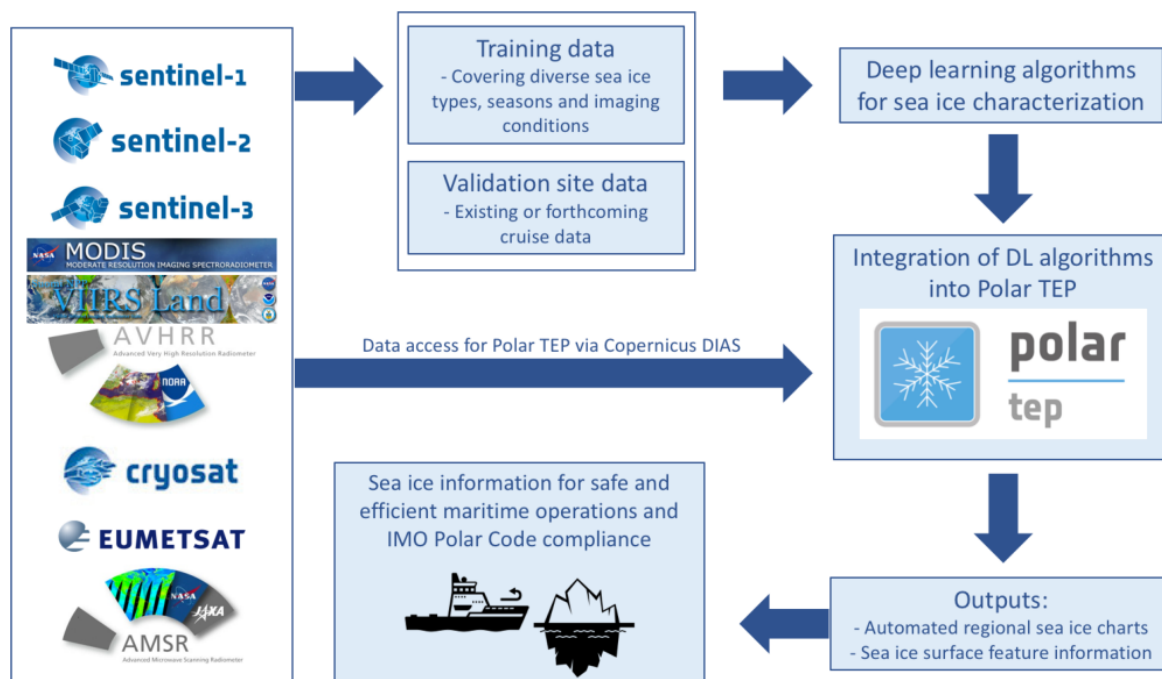 sentinel-1
sentinel-2
sentinel-3
NASA
MODIS
MODERATE RESOLUTION IMAGING SPECTRORADIOMETER
VIIRS Land
AVHRR
Advanced Very High Resolution Radiometer
NOAA
cryosat
EUMETSAT
NASA
JAXA
AMSR
Advanced Microwave Scanning Radiometer
Training data
- Covering diverse sea ice
types, seasons and imaging
conditions
Validation site data
- Existing or forthcoming
cruise data
Deep learning algorithms
for sea ice characterization
Data access for Polar TEP via Copernicus DIAS
Integration of DL algorithms
into Polar TEP
polar
tep
Outputs:
- Automated regional sea ice charts
- Sea ice surface feature information
Sea ice information for safe and
efficient maritime operations and
IMO Polar Code compliance